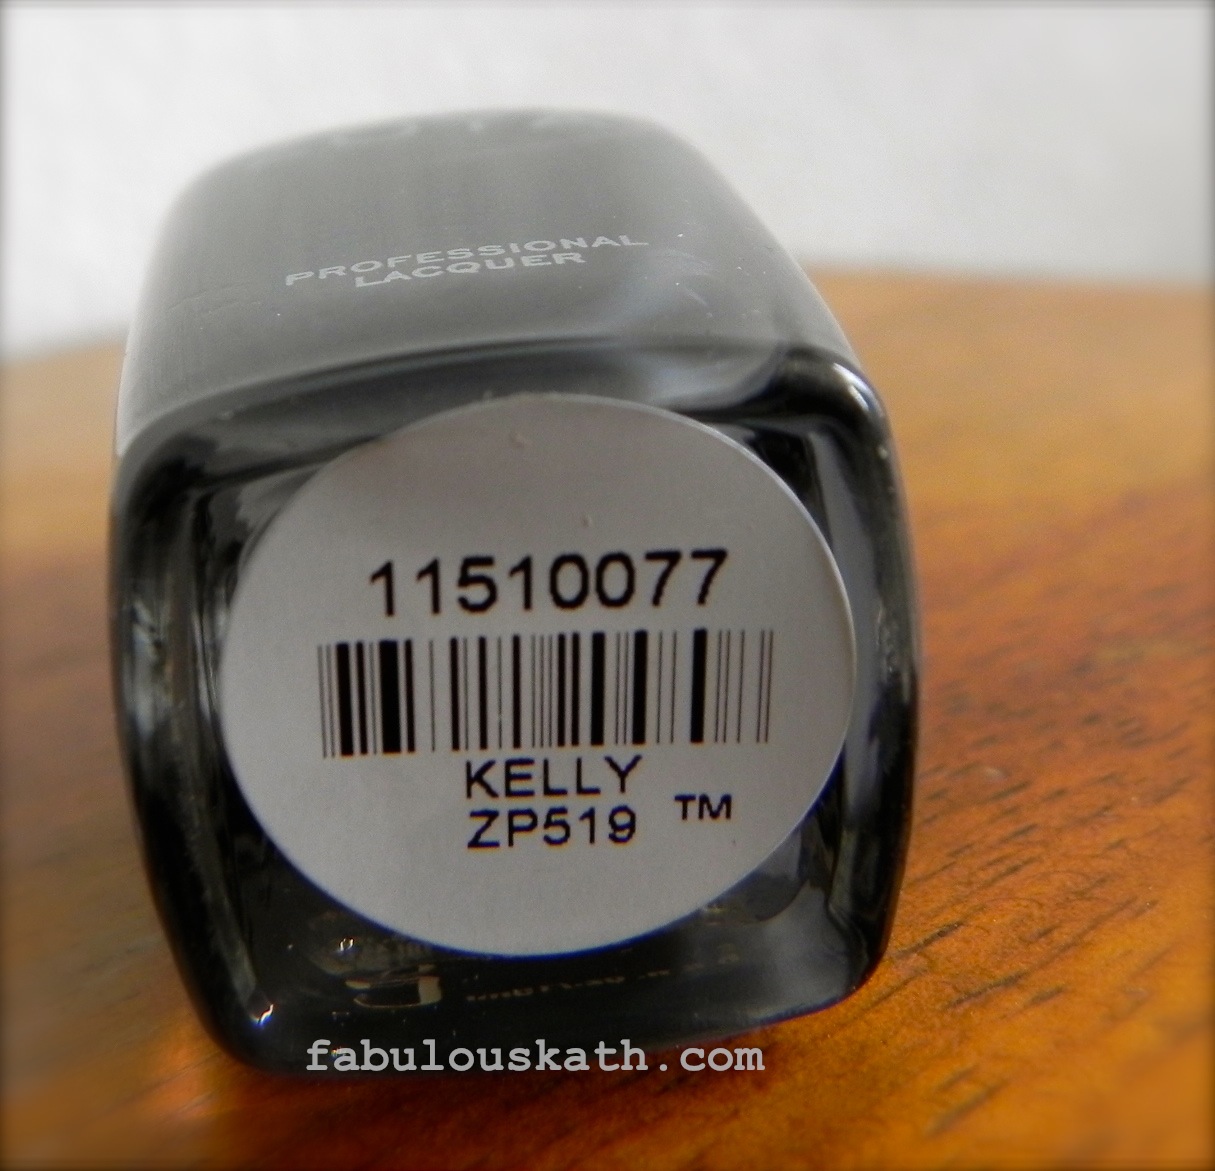 PROFESSIONAL
LACQUER
11510077
KELLY
ZP519 TM
fabulouskath.com